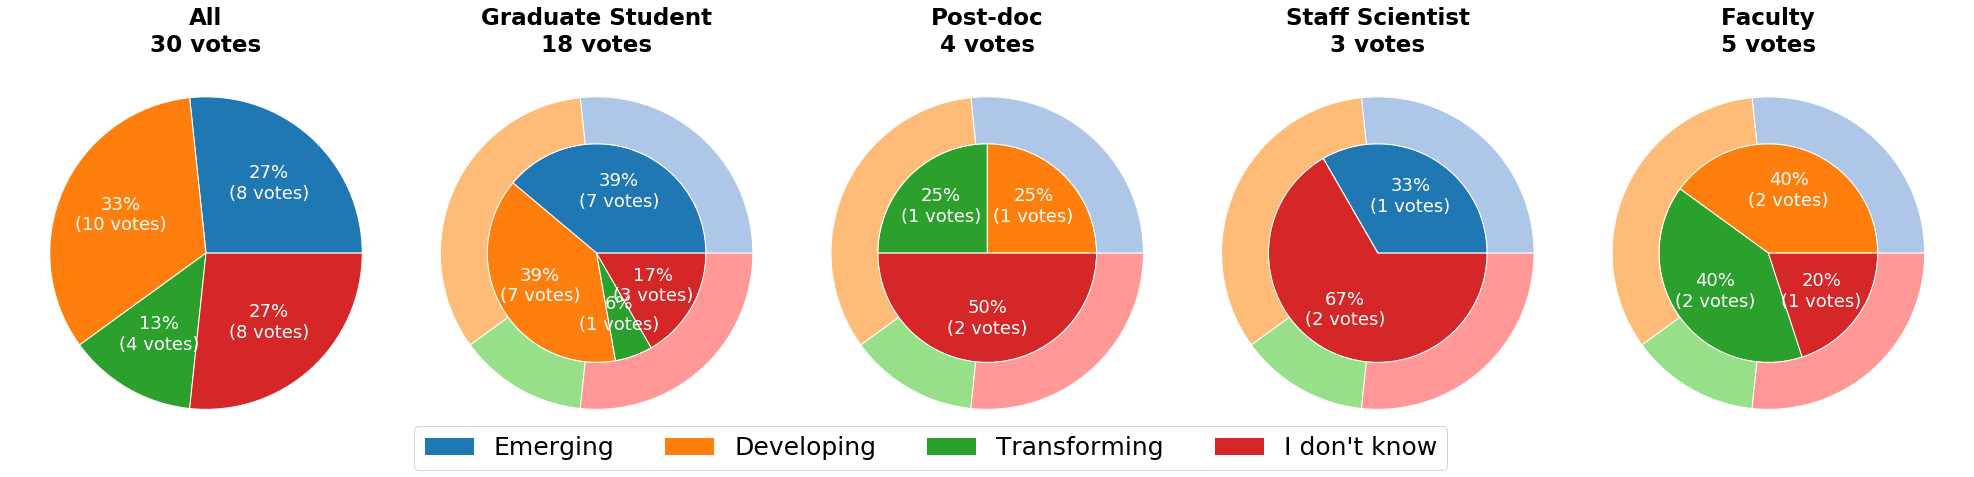 All
30 votes
Graduate Student
18 votes
Post-doc
4 votes
Staff Scientist
3 votes
Faculty
5 votes
27%
(8 votes)
33%
(10 votes)
13%
(4 votes)
27%
(8 votes)
39%
(7 votes)
39%
(7 votes)
6%
(1 votes)
17%
(3 votes)
25%
(1 votes)
25%
(1 votes)
50%
(2 votes)
33%
(1 votes)
67%
(2 votes)
40%
(2 votes)
40%
(2 votes)
20%
(1 votes)
Emerging
Developing
Transforming
I don't know